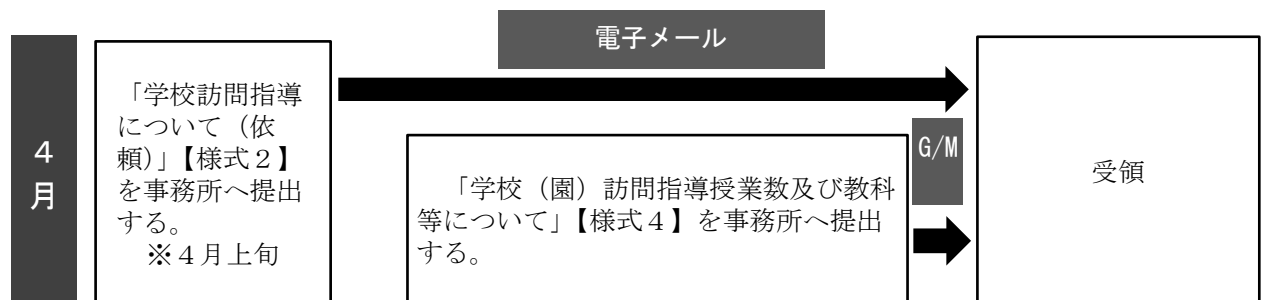 4
月
「学校訪問指導
について（依
頼）」【様式２】
を事務所へ提出
する。
※４月上旬
電子メール
「学校（園）訪問指導授業数及び教科
等について」【様式４】を事務所へ提出
する。
G/M
受領